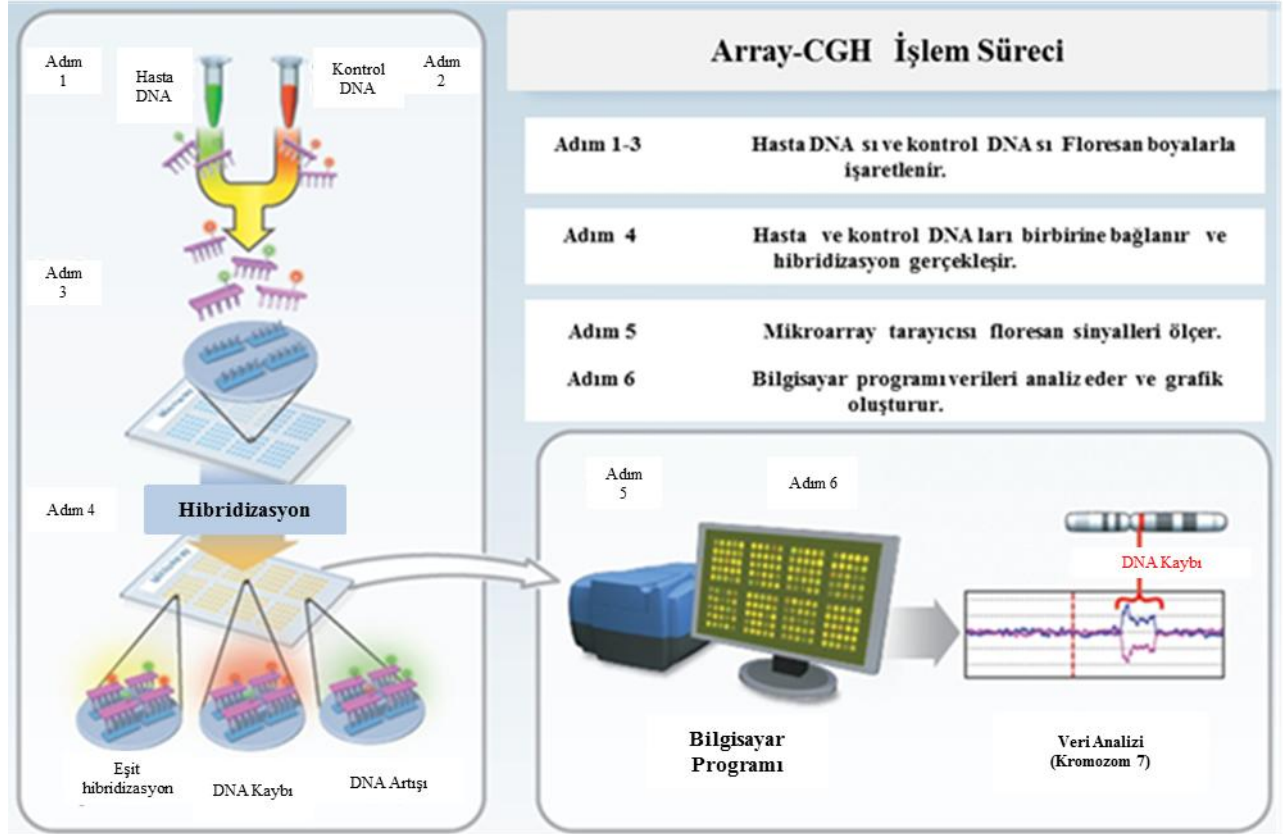 Array-CGH İşlem Süreci
Adım
1
Hasta
DNA
Kontrol
DNA
Adım
2
Adım
3
Adım 4
Hibridizasyon
Eşit
hibridizasyon
DNA Kaybı
DNA Artışı
Adım 1-3
Hasta DNA sı ve kontrol DNA sı Floresan boyalarla
işaretlenir.
Adım 4
Hasta ve kontrol DNA ları birbirine bağlanır ve
hibridizasyon gerçekleşir.
Adım 5
Mikroarray tarayıcısı floresan sinyalleri ölçer.
Adım 6
Bilgisayar programı verileri analiz eder ve grafik
oluşturur.
Adım
5
Adım 6
DNA Kaybı
Bilgisayar
Programı
Veri Analizi
(Kromozom 7)